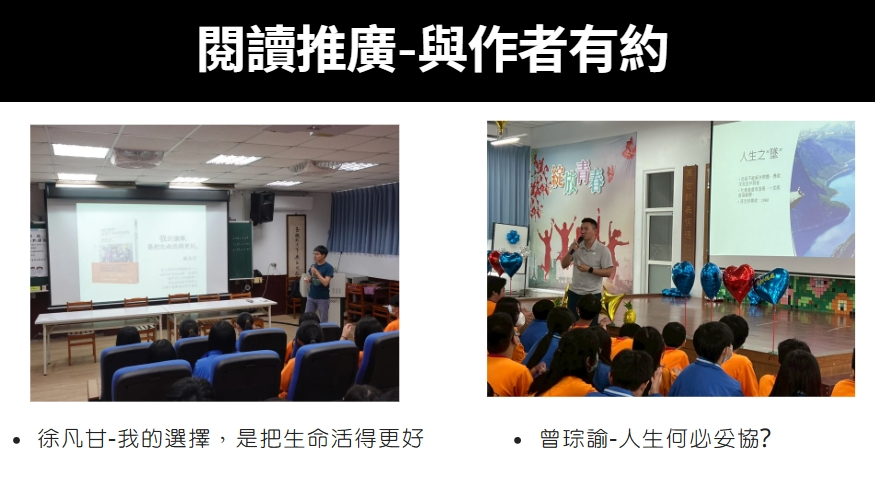 閱讀推廣-與作者有約
人生之"墜"
綻放青春
• 徐凡甘-我的選擇，是把生命活得更好
• 曾琮諭-人生何必妥協?